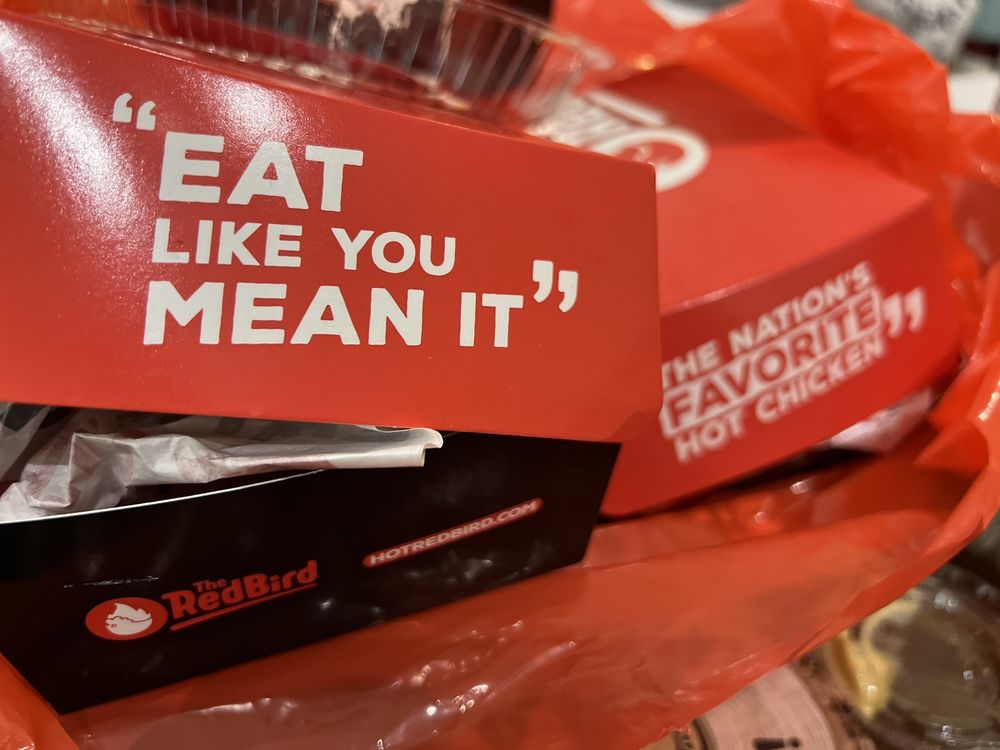 “EAT
LIKE YOU
MEAN IT”
THE NATION'S
FAVORITE
HOT CHICKEN”
HOTREDBIRD.COM
The
RedBird